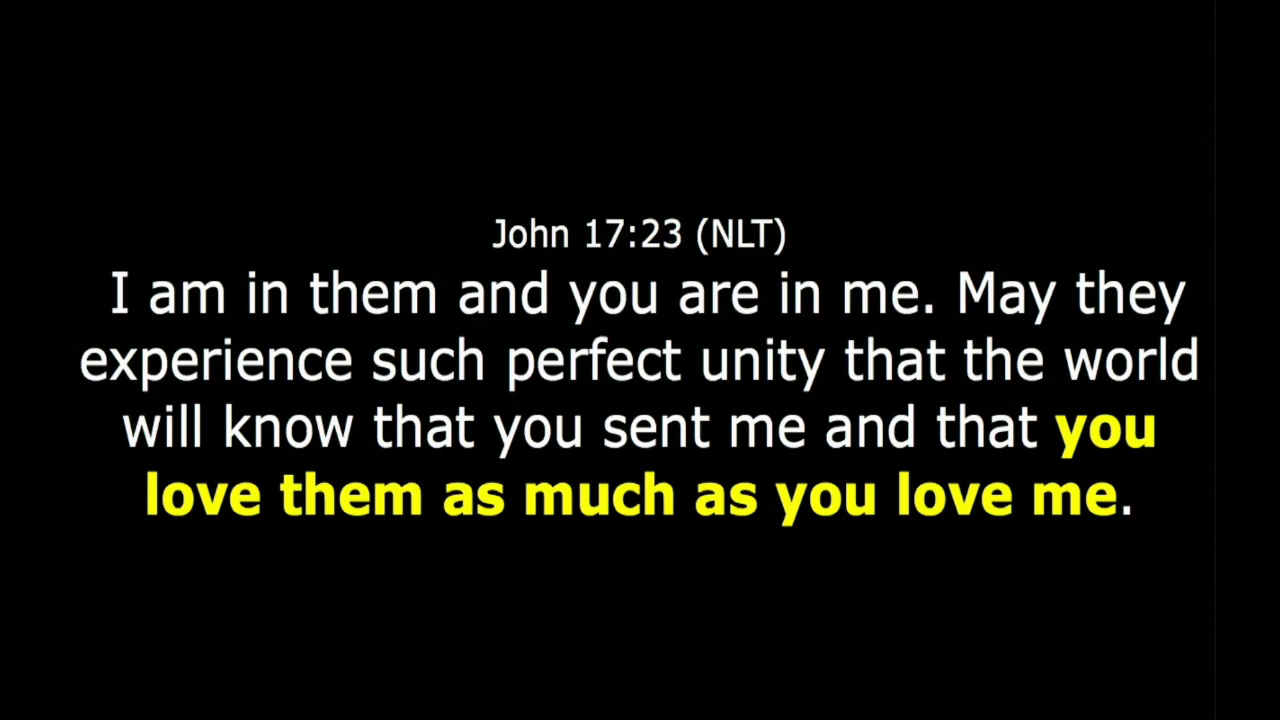 John 17:23 (NLT)
I am in them and you are in me. May they
experience such perfect unity that the world
will know that you sent me and that you
love them as much as you love me.